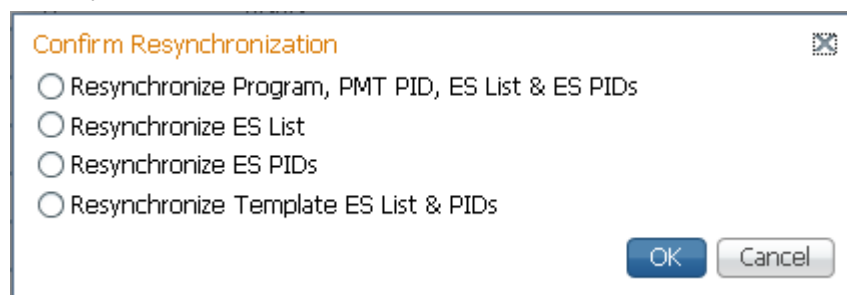 Confirm Resynchronization
Resynchronize Program, PMT PID, ES List & ES PIDs
Resynchronize ES List
Resynchronize ES PIDs
Resynchronize Template ES List & PIDs
OK Cancel